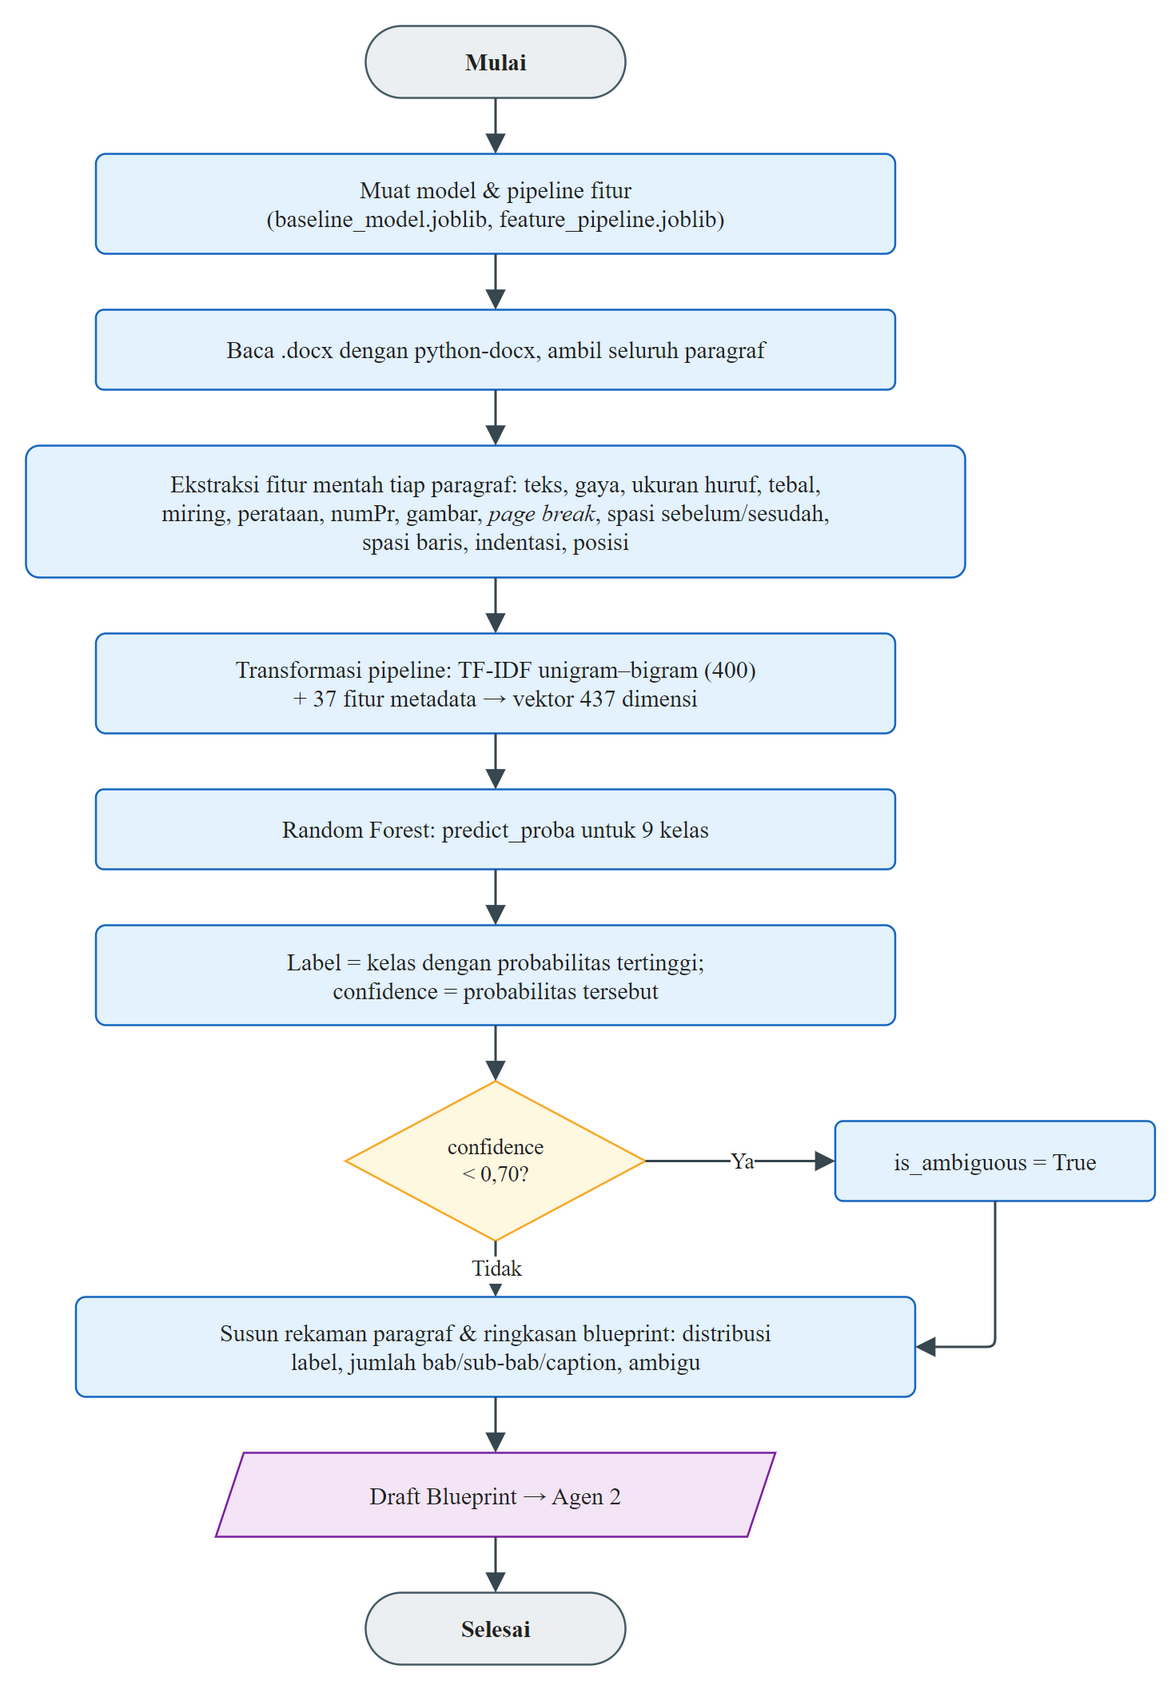 Mulai
Muat model & pipeline fitur
(baseline_model.joblib, feature_pipeline.joblib)
Baca .docx dengan python-docx, ambil seluruh paragraf
Ekstraksi fitur mentah tiap paragraf: teks, gaya, ukuran huruf, tebal,
miring, perataan, numPr, gambar, page break, spasi sebelum/sesudah,
spasi baris, indentasi, posisi
Transformasi pipeline: TF-IDF unigram–bigram (400)
+ 37 fitur metadata → vektor 437 dimensi
Random Forest: predict_proba untuk 9 kelas
Label = kelas dengan probabilitas tertinggi;
confidence = probabilitas tersebut
confidence
< 0,70?
Ya
is_ambiguous = True
Tidak
Susun rekaman paragraf & ringkasan blueprint: distribusi
label, jumlah bab/sub-bab/caption, ambigu
Draft Blueprint → Agen 2
Selesai